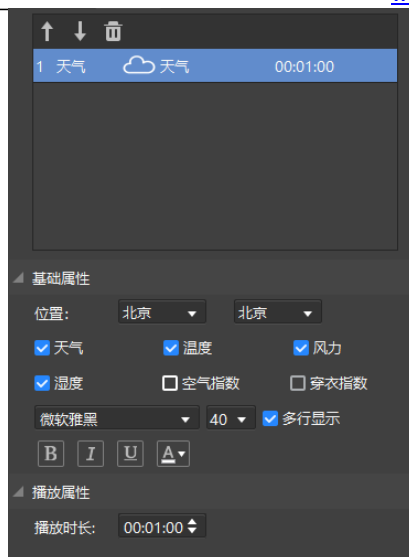 1 天气 天气 00:01:00
基础属性
位置: 北京 北京
天气 温度 风力
湿度 空气指数 穿衣指数
微软雅黑 40 多行显示
B I U A
播放属性
播放时长: 00:01:00